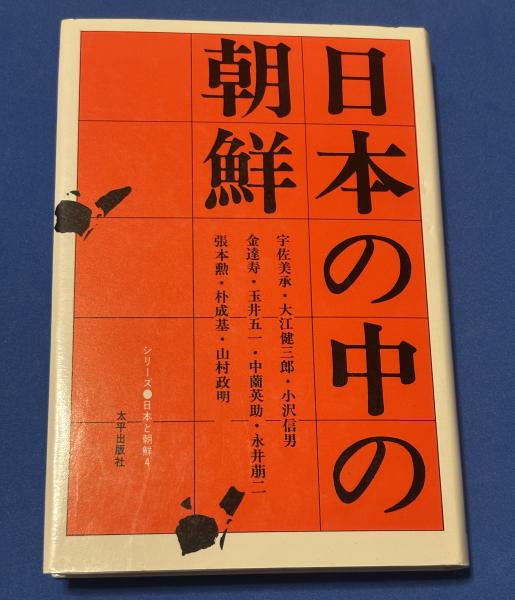 日本の中の
朝鮮
宇佐美承・大江健三郎・小沢信男
金達寿・玉井五一・中薗英助・永井萠二
張本勲・朴成基・山村政明
シリーズ●日本と朝鮮4
太平出版社